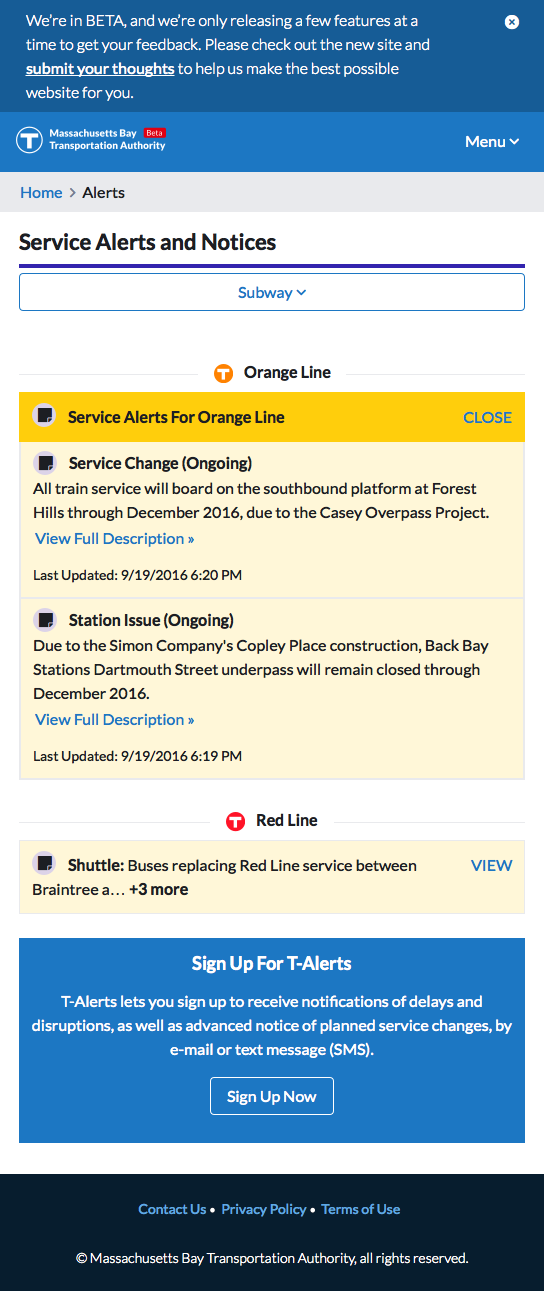 We're in BETA, and we're only releasing a few features at a
time to get your feedback. Please check out the new site and
submit your thoughts to help us make the best possible
website for you.
Massachusetts Bay Beta
Transportation Authority
Menu
Home > Alerts
Service Alerts and Notices
Subway
T Orange Line
Service Alerts For Orange Line CLOSE
Service Change (Ongoing)
All train service will board on the southbound platform at Forest
Hills through December 2016, due to the Casey Overpass Project.
View Full Description »
Last Updated: 9/19/2016 6:20 PM
Station Issue (Ongoing)
Due to the Simon Company's Copley Place construction, Back Bay
Stations Dartmouth Street underpass will remain closed through
December 2016.
View Full Description »
Last Updated: 9/19/2016 6:19 PM
T Red Line
Shuttle: Buses replacing Red Line service between VIEW
Braintree a… +3 more
Sign Up For T-Alerts
T-Alerts lets you sign up to receive notifications of delays and
disruptions, as well as advanced notice of planned service changes, by
e-mail or text message (SMS).
Sign Up Now
Contact Us • Privacy Policy • Terms of Use
© Massachusetts Bay Transportation Authority, all rights reserved.